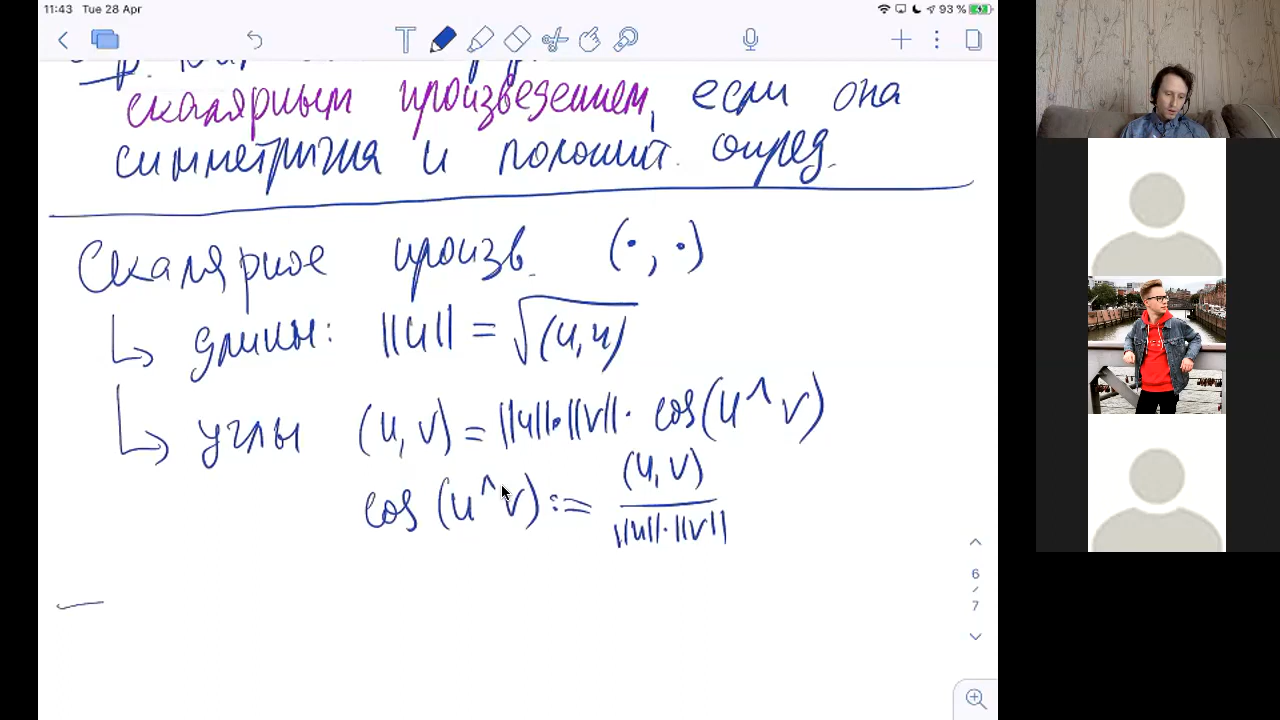 11:43 Tue 28 Apr 93 %
скалярным произведением, если она
симметрична и полож. опред.
Скалярное произв. (·, ·)
↳ длины: ||u|| = √(u,u)
↳ углы (u, v) = ||u||·||v||· cos(u^v)
cos (u^v) := (u, v) / ||u||·||v||
6 / 7